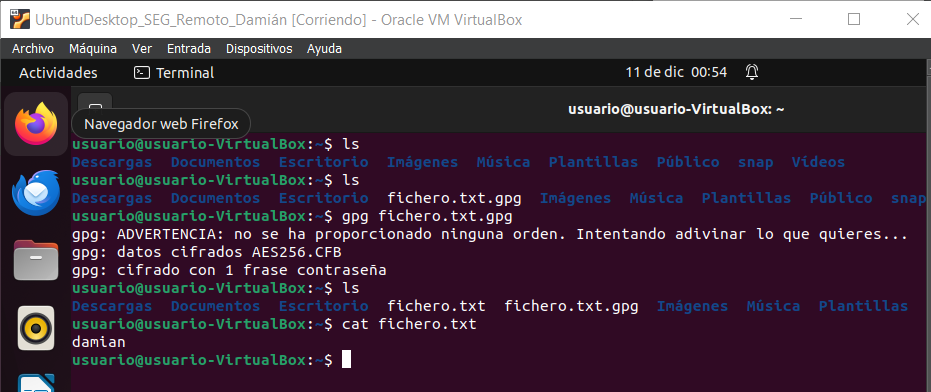 UbuntuDesktop_SEG_Remoto_Damián [Corriendo] - Oracle VM VirtualBox
Archivo Máquina Ver Entrada Dispositivos Ayuda
Actividades Terminal 11 de dic 00:54
usuario@usuario-VirtualBox: ~
Navegador web Firefox
usuario@usuario-VirtualBox:~$ ls
Descargas Documentos Escritorio Imágenes Música Plantillas Público snap Vídeos
usuario@usuario-VirtualBox:~$ ls
Descargas Documentos Escritorio fichero.txt.gpg Imágenes Música Plantillas Público snap
usuario@usuario-VirtualBox:~$ gpg fichero.txt.gpg
gpg: ADVERTENCIA: no se ha proporcionado ninguna orden. Intentando adivinar lo que quieres...
gpg: datos cifrados AES256.CFB
gpg: cifrado con 1 frase contraseña
usuario@usuario-VirtualBox:~$ ls
Descargas Documentos Escritorio fichero.txt fichero.txt.gpg Imágenes Música Plantillas
usuario@usuario-VirtualBox:~$ cat fichero.txt
damian
usuario@usuario-VirtualBox:~$